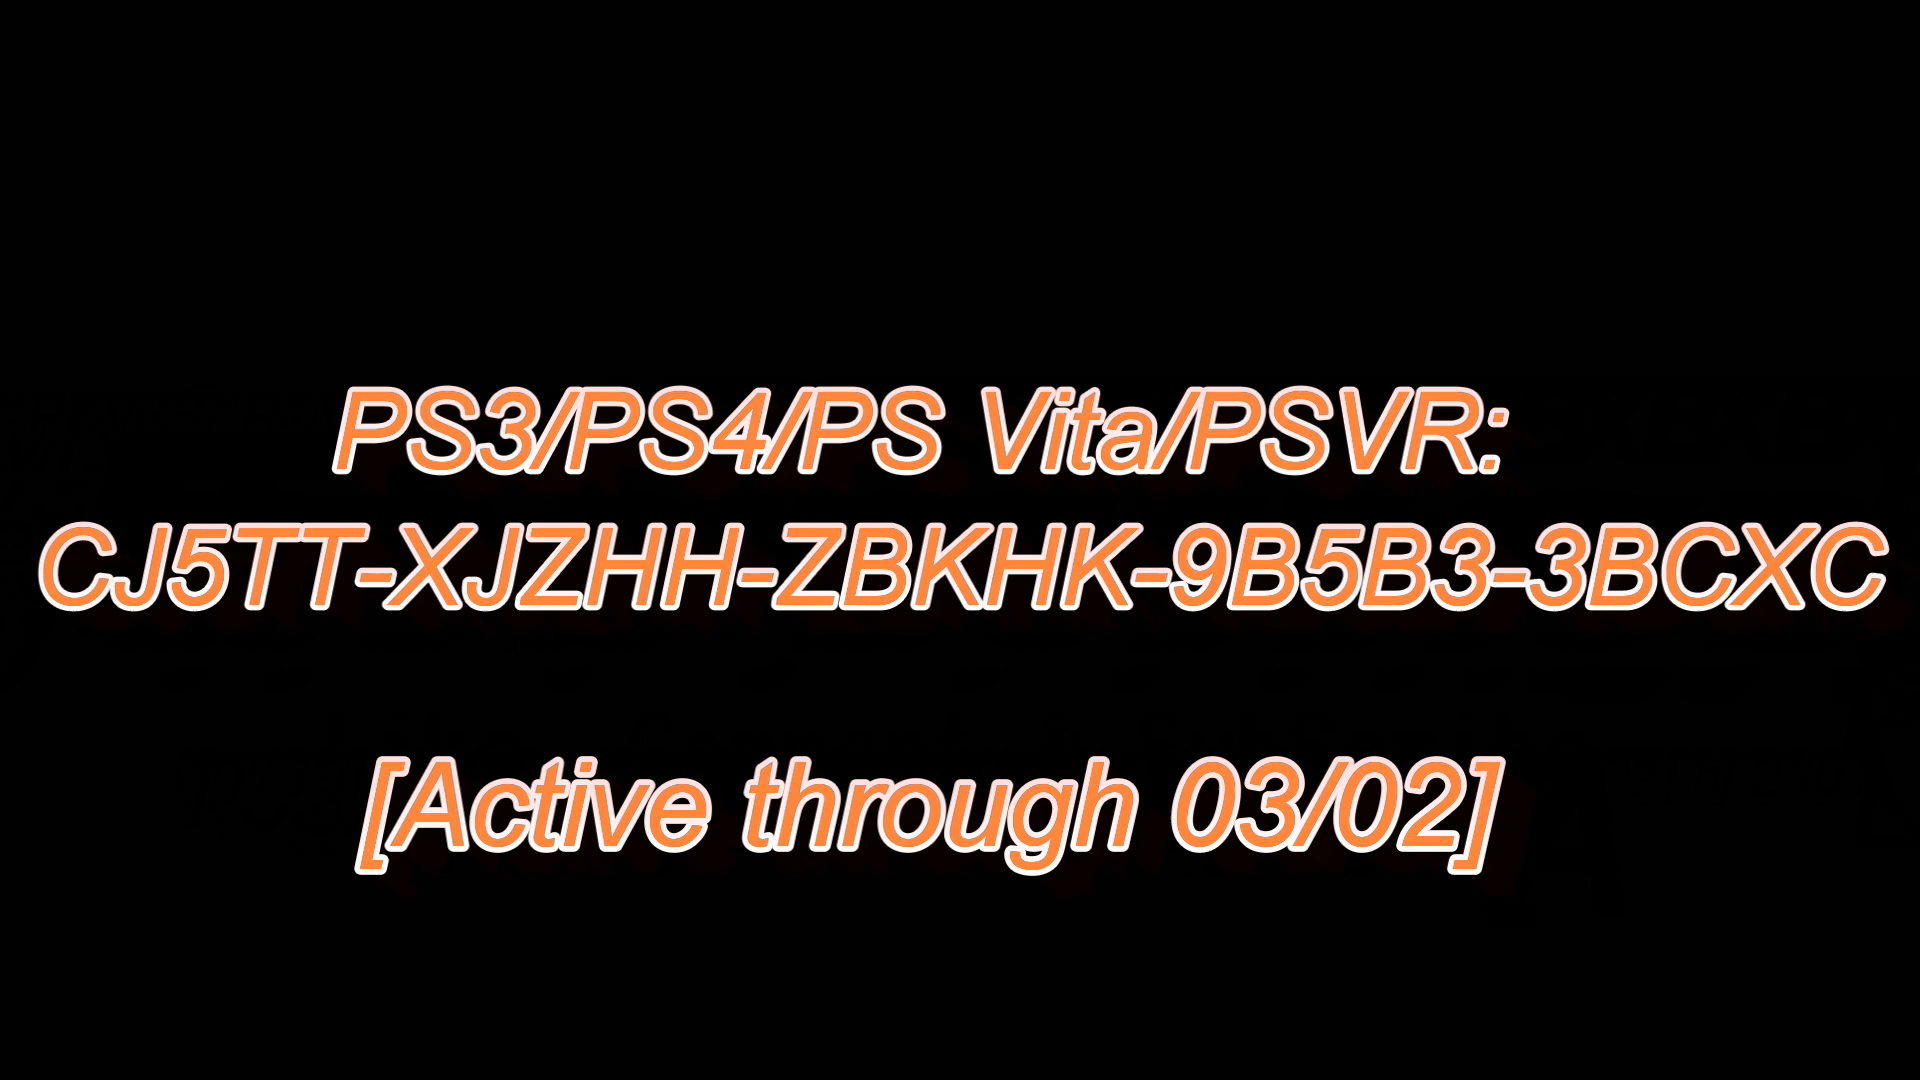 PS3/PS4/PS Vita/PSVR:
CJ5TT-XJZHH-ZBKHK-9B5B3-3BCXC
[Active through 03/02]